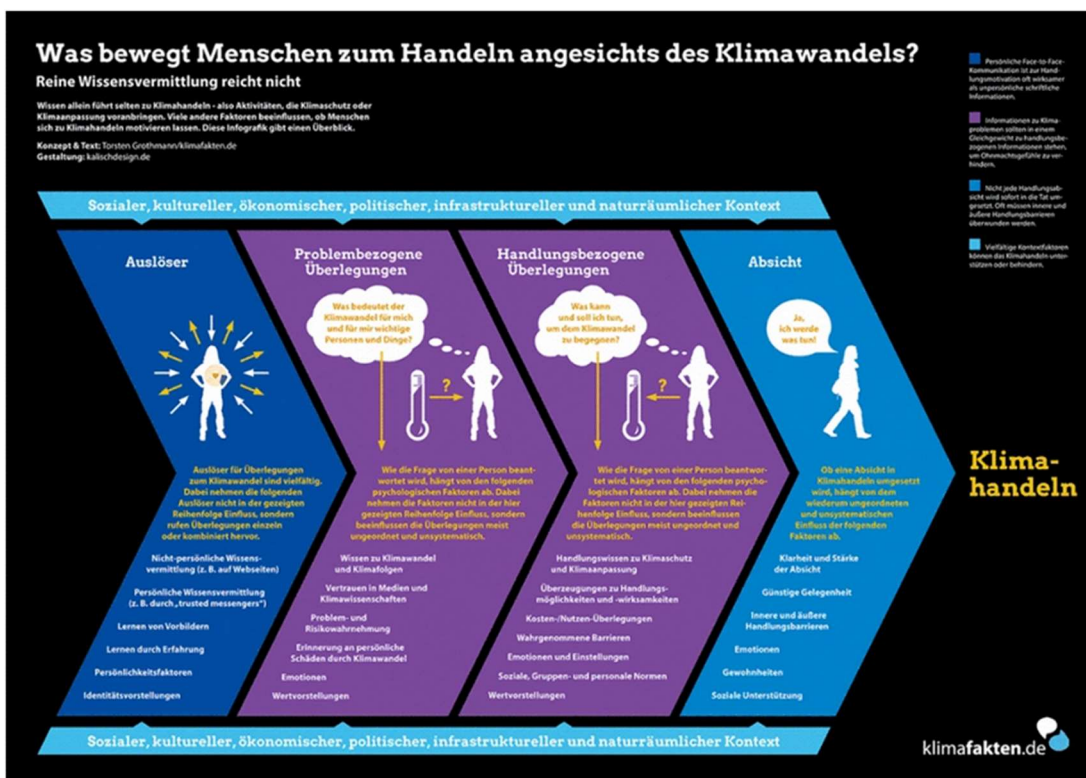 Was bewegt Menschen zum Handeln angesichts des Klimawandels?
Reine Wissensvermittlung reicht nicht
Wissen allein führt selten zu Klimahandeln - also Aktivitäten, die Klimaschutz oder
Klimaanpassung voranbringen. Viele andere Faktoren beeinflussen, ob Menschen
sich zu Klimahandeln motivieren lassen. Diese Infografik gibt einen Überblick.
Konzept & Text: Torsten Grothmann/klimafakten.de
Gestaltung: kalischdesign.de
Persönliche Face-to-Face-
Kommunikation ist zur Hand-
lungsmotivation oft wirksamer
als unpersönliche schriftliche
Informationen.
Informationen zu Klima-
problemen sollten in einem
Gleichgewicht zu handlungsbe-
zogenen Informationen stehen,
um Ohnmachtsgefühle zu ver-
hindern.
Nicht jede Handlungsab-
sicht wird sofort in die Tat um-
gesetzt. Oft müssen innere und
äußere Handlungsbarrieren
überwunden werden.
Vielfältige Kontextfaktoren
können das Klimahandeln unter-
stützen oder behindern.
Sozialer, kultureller, ökonomischer, politischer, infrastruktureller und naturräumlicher Kontext
Auslöser
Auslöser für Überlegungen
zum Klimawandel sind vielfältig.
Dabei nehmen die folgenden
Auslöser nicht in der gezeigten
Reihenfolge Einfluss, sondern
rufen Überlegungen einzeln
oder kombiniert hervor.
Nicht-persönliche Wissens-
vermittlung (z. B. auf Webseiten)
Persönliche Wissensvermittlung
(z. B. durch „trusted messengers")
Lernen von Vorbildern
Lernen durch Erfahrung
Persönlichkeitsfaktoren
Identitätsvorstellungen
Problembezogene
Überlegungen
Was bedeutet der
Klimawandel für mich
und für mir wichtige
Personen und Dinge?
?
Wie die Frage von einer Person beant-
wortet wird, hängt von den folgenden
psychologischen Faktoren ab. Dabei
nehmen die Faktoren nicht in der hier
gezeigten Reihenfolge Einfluss, sondern
beeinflussen die Überlegungen meist
ungeordnet und unsystematisch.
Wissen zu Klimawandel
und Klimafolgen
Vertrauen in Medien und
Klimawissenschaften
Problem- und
Risikowahrnehmung
Erinnerung an persönliche
Schäden durch Klimawandel
Emotionen
Wertvorstellungen
Handlungsbezogene
Überlegungen
Was kann
und soll ich tun,
um dem Klimawandel
zu begegnen?
?
Wie die Frage von einer Person beantwor-
tet wird, hängt von den folgenden psycho-
logischen Faktoren ab. Dabei nehmen die
Faktoren nicht in der hier gezeigten Reihen-
folge Einfluss, sondern beeinflussen
die Überlegungen meist ungeordnet und
unsystematisch.
Handlungswissen zu Klimaschutz
und Klimaanpassung
Überzeugungen zu Handlungs-
möglichkeiten und -wirksamkeiten
Kosten-/Nutzen-Überlegungen
Wahrgenommene Barrieren
Emotionen und Einstellungen
Soziale, Gruppen- und personale Normen
Wertvorstellungen
Absicht
Ja,
ich werde
was tun!
Ob eine Absicht in
Klimahandeln umgesetzt
wird, hängt von dem
wiederum ungeordneten
und unsystematischen
Einfluss der folgenden
Faktoren ab.
Klarheit und Stärke
der Absicht
Günstige Gelegenheit
Innere und äußere
Handlungsbarrieren
Emotionen
Gewohnheiten
Soziale Unterstützung
Klima-
handeln
Sozialer, kultureller, ökonomischer, politischer, infrastruktureller und naturräumlicher Kontext
klimafakten.de